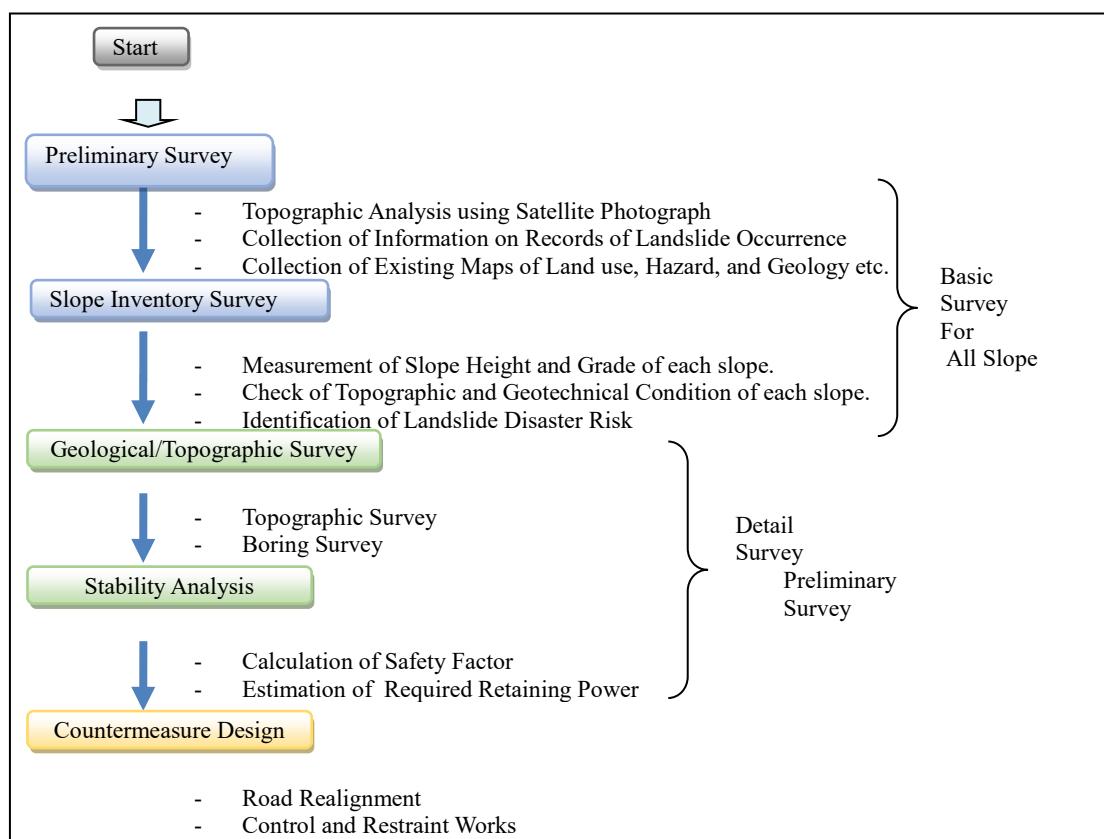 Start
Preliminary Survey
- Topographic Analysis using Satellite Photograph
- Collection of Information on Records of Landslide Occurrence
- Collection of Existing Maps of Land use, Hazard, and Geology etc.
Slope Inventory Survey
- Measurement of Slope Height and Grade of each slope.
- Check of Topographic and Geotechnical Condition of each slope.
- Identification of Landslide Disaster Risk
Basic
Survey
For
All Slope
Geological/Topographic Survey
- Topographic Survey
- Boring Survey
Stability Analysis
- Calculation of Safety Factor
- Estimation of Required Retaining Power
Detail
Survey
Preliminary
Survey
Countermeasure Design
- Road Realignment
- Control and Restraint Works